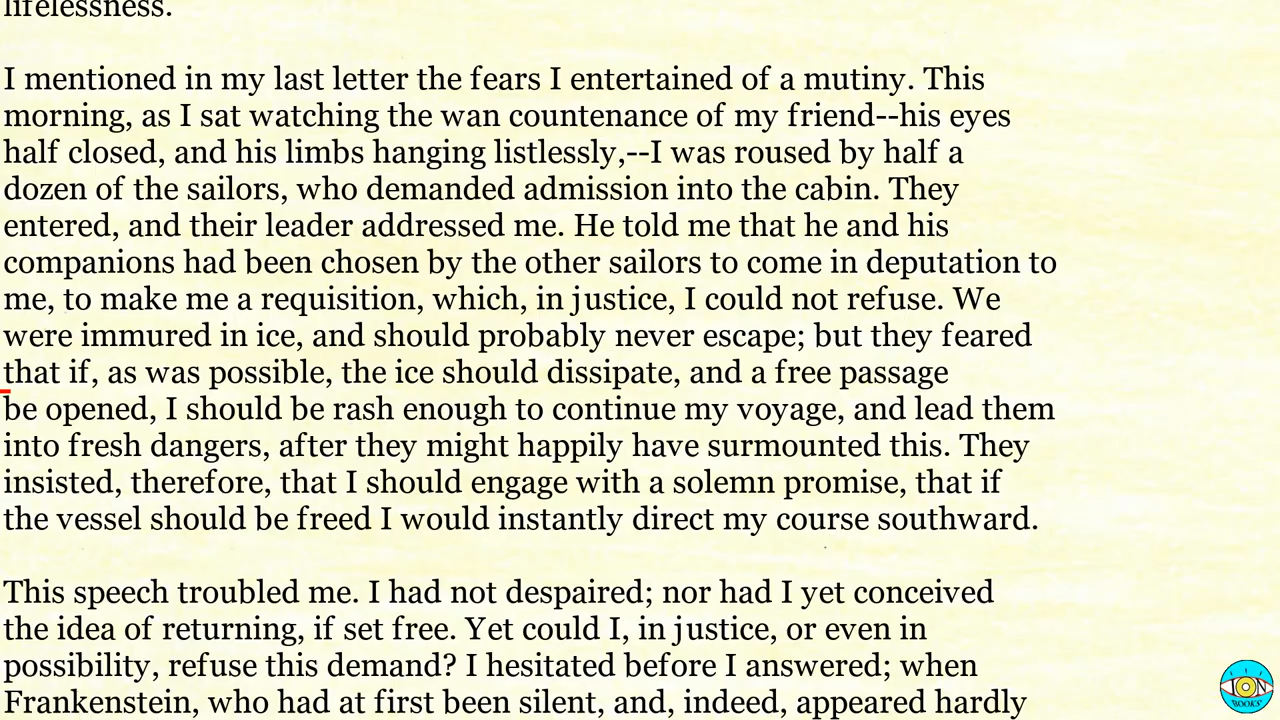 lifelessness.
I mentioned in my last letter the fears I entertained of a mutiny. This
morning, as I sat watching the wan countenance of my friend--his eyes
half closed, and his limbs hanging listlessly,--I was roused by half a
dozen of the sailors, who demanded admission into the cabin. They
entered, and their leader addressed me. He told me that he and his
companions had been chosen by the other sailors to come in deputation to
me, to make me a requisition, which, in justice, I could not refuse. We
were immured in ice, and should probably never escape; but they feared
that if, as was possible, the ice should dissipate, and a free passage
be opened, I should be rash enough to continue my voyage, and lead them
into fresh dangers, after they might happily have surmounted this. They
insisted, therefore, that I should engage with a solemn promise, that if
the vessel should be freed I would instantly direct my course southward.
This speech troubled me. I had not despaired; nor had I yet conceived
the idea of returning, if set free. Yet could I, in justice, or even in
possibility, refuse this demand? I hesitated before I answered; when
Frankenstein, who had at first been silent, and, indeed, appeared hardly
ION
BOOKS